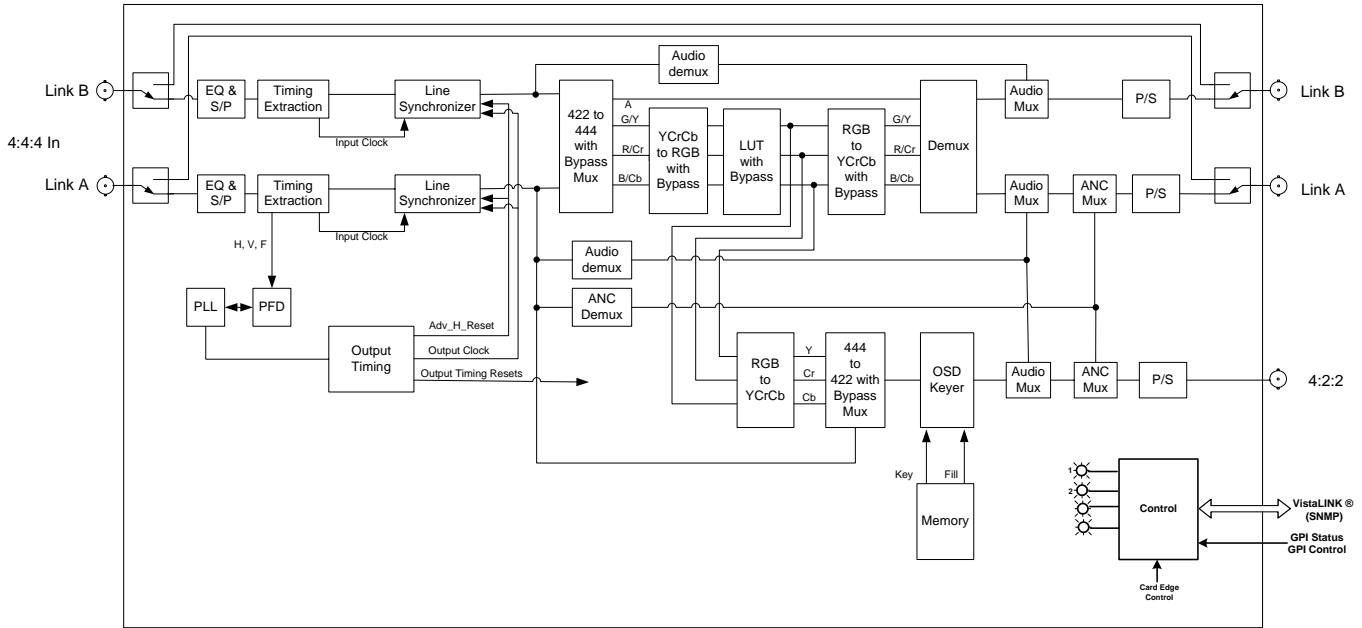 Link B
4:4:4 In
Link A
EQ &
S/P
Timing
Extraction
Line
Synchronizer
Input Clock
EQ &
S/P
Timing
Extraction
Line
Synchronizer
Input Clock
H, V, F
PLL
PFD
Output
Timing
Adv_H_Reset
Output Clock
Output Timing Resets
Audio
demux
422 to
444 with
Bypass
Mux
A
G/Y
R/Cr
B/Cb
YCrCb
to RGB
with
Bypass
LUT
with
Bypass
RGB
to
YCrCb
with
Bypass
G/Y
R/Cr
B/Cb
Demux
Audio
Mux
P/S
Link B
Audio
Mux
ANC
Mux
P/S
Link A
Audio
demux
ANC
Demux
RGB
to
YCrCb
Y
Cr
Cb
444
to
422 with
Bypass
Mux
OSD
Keyer
Audio
Mux
ANC
Mux
P/S
4:2:2
Key
Fill
Memory
1
2
Control
VistaLINK ®
(SNMP)
GPI Status
GPI Control
Card Edge
Control